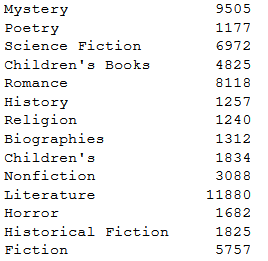 Mystery 9505
Poetry 1177
Science Fiction 6972
Children's Books 4825
Romance 8118
History 1257
Religion 1240
Biographies 1312
Children's 1834
Nonfiction 3088
Literature 11880
Horror 1682
Historical Fiction 1825
Fiction 5757